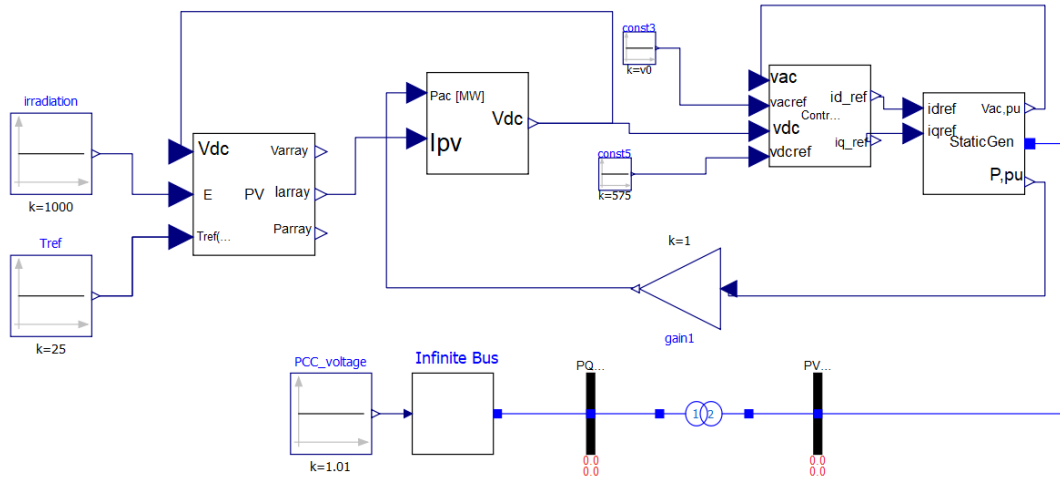 irradiation
k=1000
Tref
k=25
Vdc
E
Tref(...
PV
Varray
Iarray
Parray
Pac [MW]
Ipv
Vdc
const3
k=v0
const5
k=575
vac
vacref
vdc
vdcref
Contr...
id_ref
iq_ref
idref
iqref
Vac,pu
StaticGen
P,pu
k=1
gain1
PCC_voltage
k=1.01
Infinite Bus
PQ...
0.0
0.0
1
2
PV...
0.0
0.0